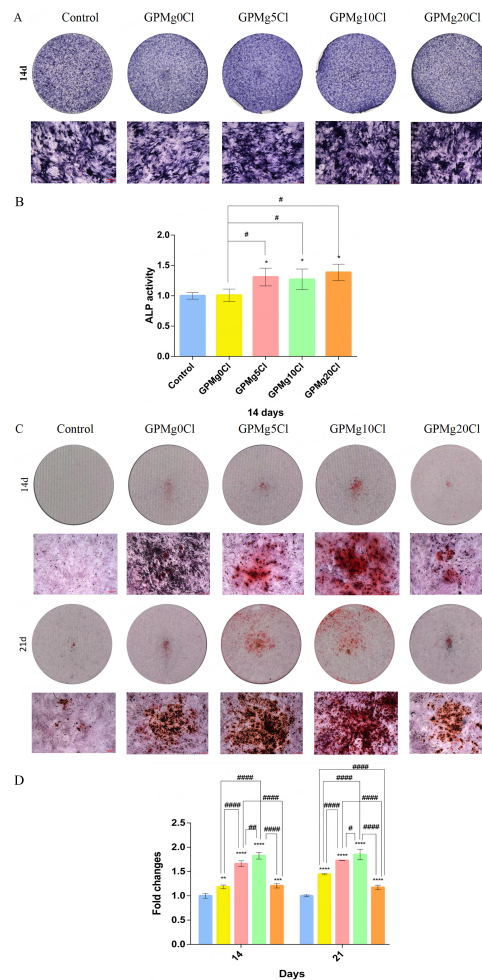 A
Control GPMg0Cl GPMg5Cl GPMg10Cl GPMg20Cl
14d
B
#
#
#
* * *
ALP activity
2.0
1.5
1.0
0.5
0.0
Control GPMg0Cl GPMg5Cl GPMg10Cl GPMg20Cl
14 days
C
Control GPMg0Cl GPMg5Cl GPMg10Cl GPMg20Cl
14d
21d
D
####
#### ####
#### #### #### ####
## #### # ####
** **** **** *** **** **** **** ****
Fold changes
2.5
2.0
1.5
1.0
0.5
0.0
14 21
Days